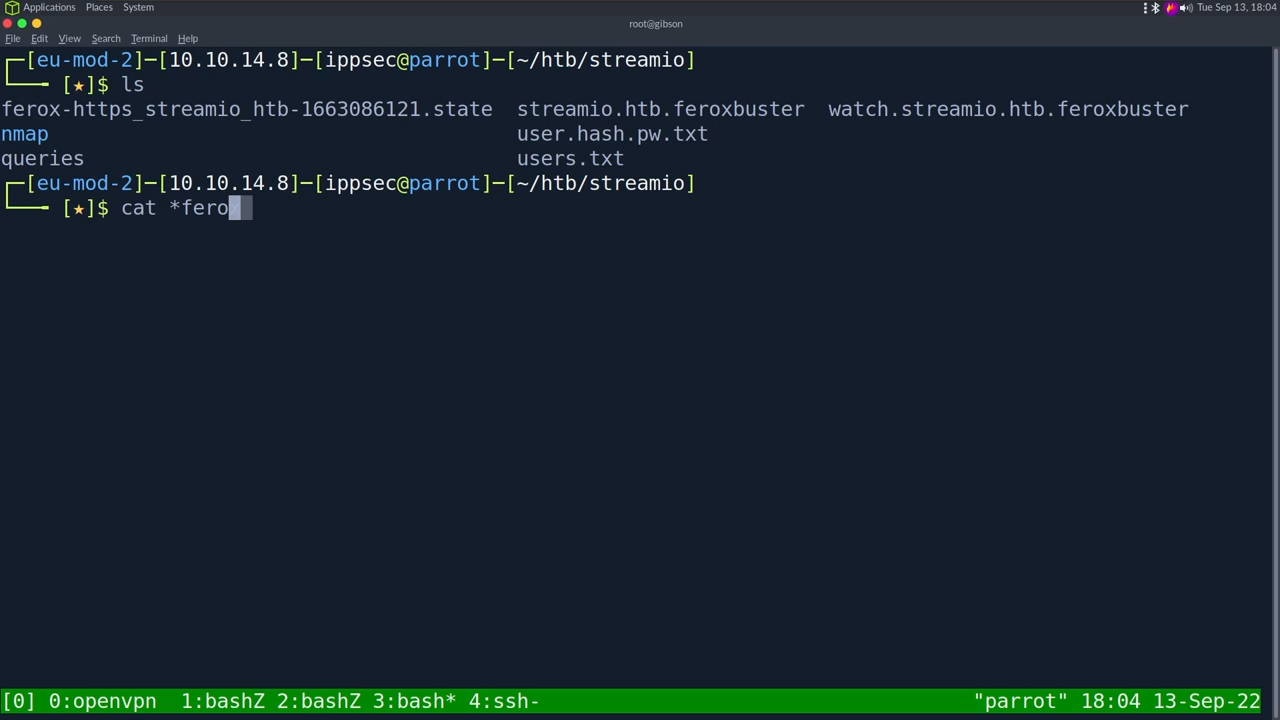 Applications Places System Tue Sep 13, 18:04
root@gibson
File Edit View Search Terminal Help
┌─[eu-mod-2]─[10.10.14.8]─[ippsec@parrot]─[~/htb/streamio]
└──╼ [★]$ ls
ferox-https_streamio_htb-1663086121.state streamio.htb.feroxbuster watch.streamio.htb.feroxbuster
nmap user.hash.pw.txt
queries users.txt
┌─[eu-mod-2]─[10.10.14.8]─[ippsec@parrot]─[~/htb/streamio]
└──╼ [★]$ cat *ferox
[0] 0:openvpn 1:bashZ 2:bashZ 3:bash* 4:ssh- "parrot" 18:04 13-Sep-22